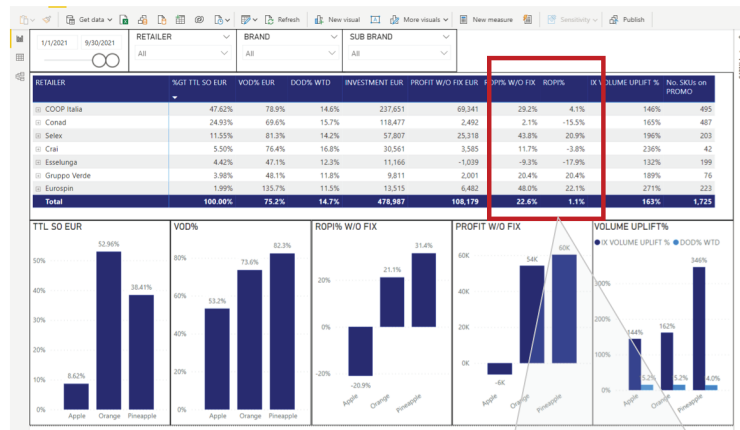 Get data Refresh New visual More visuals New measure Sensitivity Publish
1/1/2021 9/30/2021 RETAILER BRAND SUB BRAND
All All All
RETAILER %GT TTL SO EUR VOD% EUR DOD% WTD INVESTMENT EUR PROFIT W/O FIX EUR ROPI% W/O FIX ROPI% IX VOLUME UPLIFT % No. SKUs on
PROMO
COOP Italia 47.62% 78.9% 14.6% 237,651 69,341 29.2% 4.1% 146% 495
Conad 24.93% 69.6% 15.7% 118,477 2,492 2.1% -15.5% 165% 487
Selex 11.55% 81.3% 14.2% 57,807 25,318 43.8% 20.9% 196% 203
Crai 5.50% 76.4% 16.8% 30,561 3,585 11.7% -3.8% 236% 42
Esselunga 4.42% 47.1% 12.3% 11,166 -1,039 -9.3% -17.9% 132% 199
Gruppo Verde 3.98% 48.1% 11.8% 9,811 2,001 20.4% 20.4% 189% 76
Eurospin 1.99% 135.7% 11.5% 13,515 6,482 48.0% 22.1% 271% 223
Total 100.00% 75.2% 14.7% 478,987 108,179 22.6% 1.1% 163% 1,725
TTL SO EUR
52.96%
50%
38.41%
40%
30%
20%
8.62%
10%
0%
Apple Orange Pineapple
VOD%
82.3%
80%
73.6%
60%
53.2%
40%
20%
0%
Apple Orange Pineapple
ROPI% W/O FIX
31.4%
21.1%
20%
0%
-20%
-20.9%
Apple Orange Pineapple
PROFIT W/O FIX
60K
60K
54K
40K
20K
0K
-6K
Apple Orange Pineapple
VOLUME UPLIFT%
IX VOLUME UPLIFT % DOD% WTD
346%
300%
200%
162%
144%
100%
5.2% 5.2% 4.0%
0%
Apple Orange Pineapple